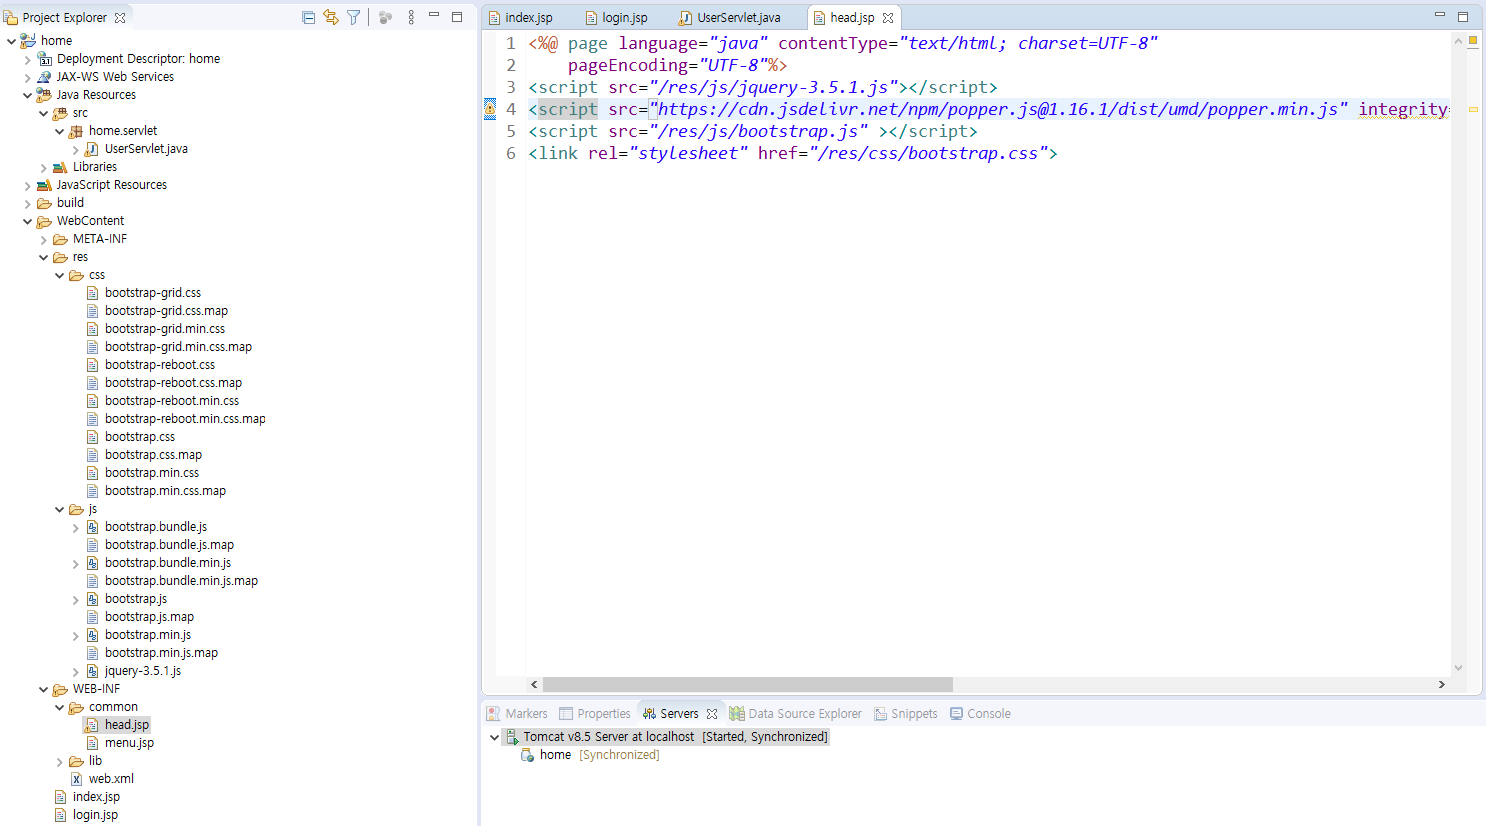 Project Explorer
home
Deployment Descriptor: home
JAX-WS Web Services
Java Resources
src
home.servlet
UserServlet.java
Libraries
JavaScript Resources
build
WebContent
META-INF
res
css
bootstrap-grid.css
bootstrap-grid.css.map
bootstrap-grid.min.css
bootstrap-grid.min.css.map
bootstrap-reboot.css
bootstrap-reboot.css.map
bootstrap-reboot.min.css
bootstrap-reboot.min.css.map
bootstrap.css
bootstrap.css.map
bootstrap.min.css
bootstrap.min.css.map
js
bootstrap.bundle.js
bootstrap.bundle.js.map
bootstrap.bundle.min.js
bootstrap.bundle.min.js.map
bootstrap.js
bootstrap.js.map
bootstrap.min.js
bootstrap.min.js.map
jquery-3.5.1.js
WEB-INF
common
head.jsp
menu.jsp
lib
web.xml
index.jsp
login.jsp
index.jsp login.jsp UserServlet.java head.jsp
1 <%@ page language="java" contentType="text/html; charset=UTF-8"
2 pageEncoding="UTF-8"%>
3 <script src="/res/js/jquery-3.5.1.js"></script>
4 <script src="https://cdn.jsdelivr.net/npm/popper.js@1.16.1/dist/umd/popper.min.js" integrity=
5 <script src="/res/js/bootstrap.js" ></script>
6 <link rel="stylesheet" href="/res/css/bootstrap.css">
Markers Properties Servers Data Source Explorer Snippets Console
Tomcat v8.5 Server at localhost [Started, Synchronized]
home [Synchronized]